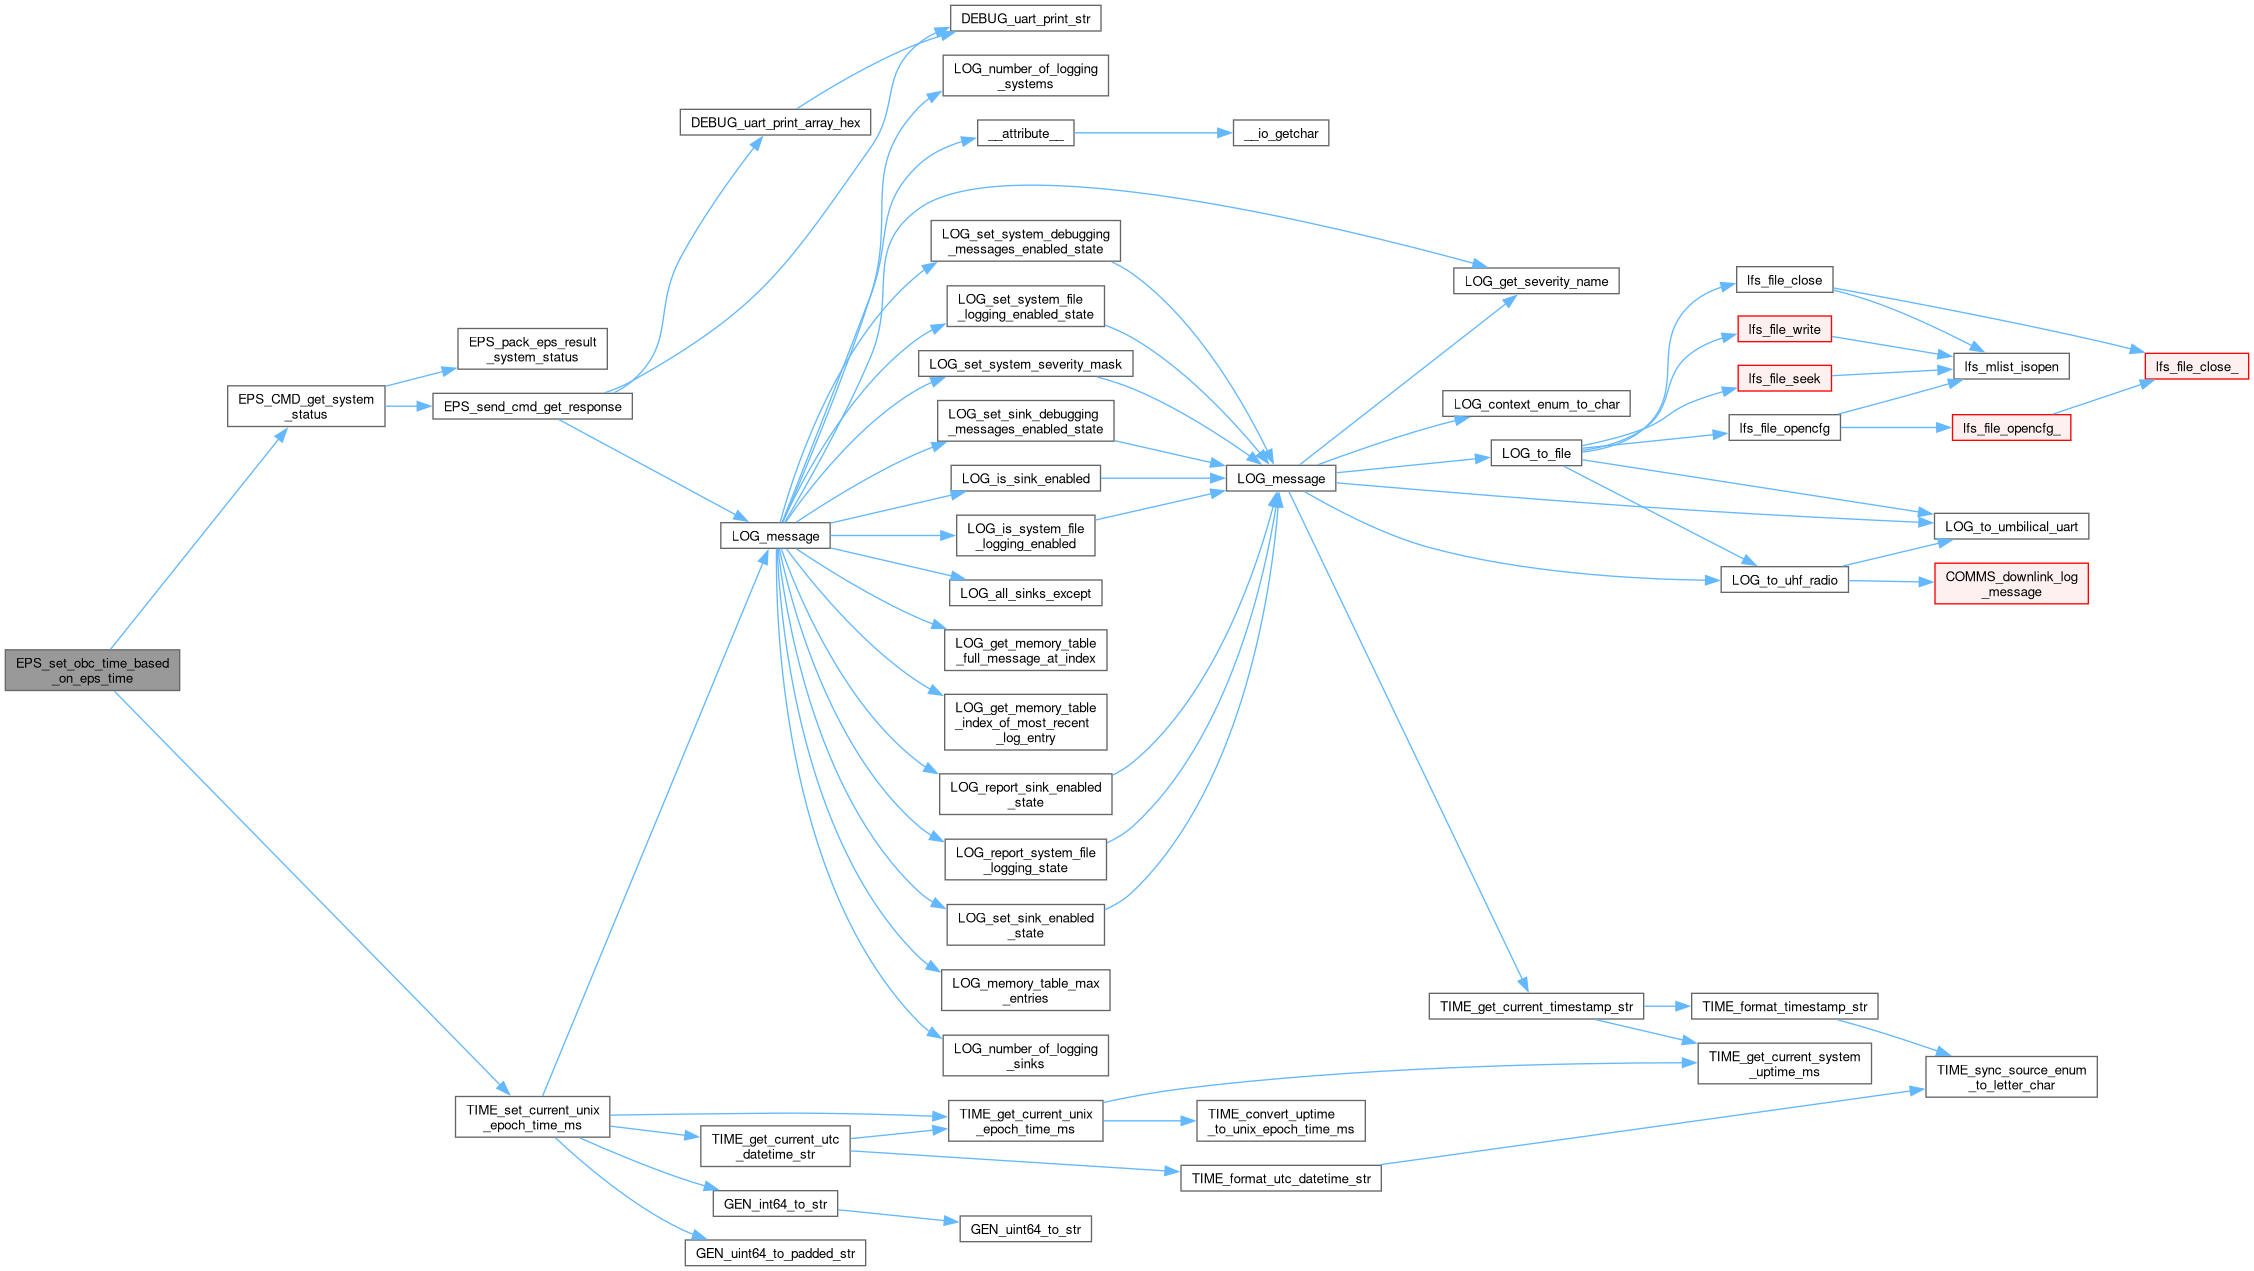 DEBUG_uart_print_str
LOG_number_of_logging
_systems
DEBUG_uart_print_array_hex
__attribute__
__io_getchar
LOG_set_system_debugging
_messages_enabled_state
LOG_get_severity_name
lfs_file_close
LOG_set_system_file
_logging_enabled_state
lfs_file_write
EPS_pack_eps_result
_system_status
LOG_set_system_severity_mask
lfs_mlist_isopen
lfs_file_close_
lfs_file_seek
EPS_CMD_get_system
_status
EPS_send_cmd_get_response
LOG_context_enum_to_char
LOG_set_sink_debugging
_messages_enabled_state
lfs_file_opencfg
lfs_file_opencfg_
LOG_to_file
LOG_is_sink_enabled
LOG_message
LOG_message
LOG_is_system_file
_logging_enabled
LOG_to_umbilical_uart
LOG_all_sinks_except
LOG_to_uhf_radio
COMMS_downlink_log
_message
LOG_get_memory_table
_full_message_at_index
EPS_set_obc_time_based
_on_eps_time
LOG_get_memory_table
_index_of_most_recent
_log_entry
LOG_report_sink_enabled
_state
LOG_report_system_file
_logging_state
LOG_set_sink_enabled
_state
LOG_memory_table_max
_entries
TIME_get_current_timestamp_str
TIME_format_timestamp_str
LOG_number_of_logging
_sinks
TIME_get_current_system
_uptime_ms
TIME_sync_source_enum
_to_letter_char
TIME_set_current_unix
_epoch_time_ms
TIME_get_current_unix
_epoch_time_ms
TIME_convert_uptime
_to_unix_epoch_time_ms
TIME_get_current_utc
_datetime_str
TIME_format_utc_datetime_str
GEN_int64_to_str
GEN_uint64_to_str
GEN_uint64_to_padded_str